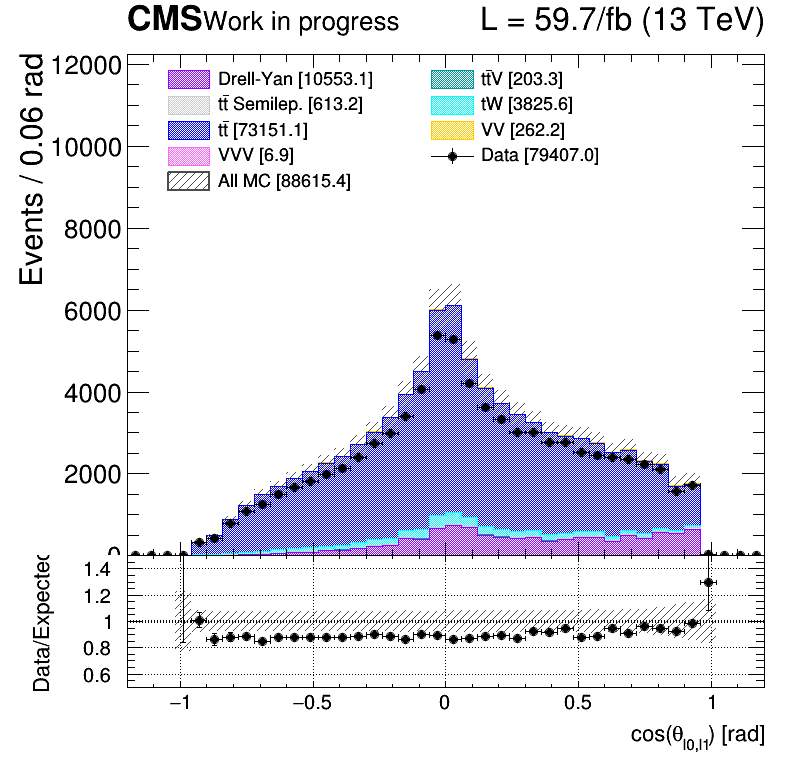 CMS Work in progress L = 59.7/fb (13 TeV)
Events / 0.06 rad
12000
10000
8000
6000
4000
2000
0
Drell-Yan [10553.1]
tt̄ Semilep. [613.2]
tt̄ [73151.1]
VVV [6.9]
All MC [88615.4]
tt̄V [203.3]
tW [3825.6]
VV [262.2]
Data [79407.0]
Data/Expected
1.4
1.2
1
0.8
0.6
−1 −0.5 0 0.5 1
cos(θl0,l1) [rad]